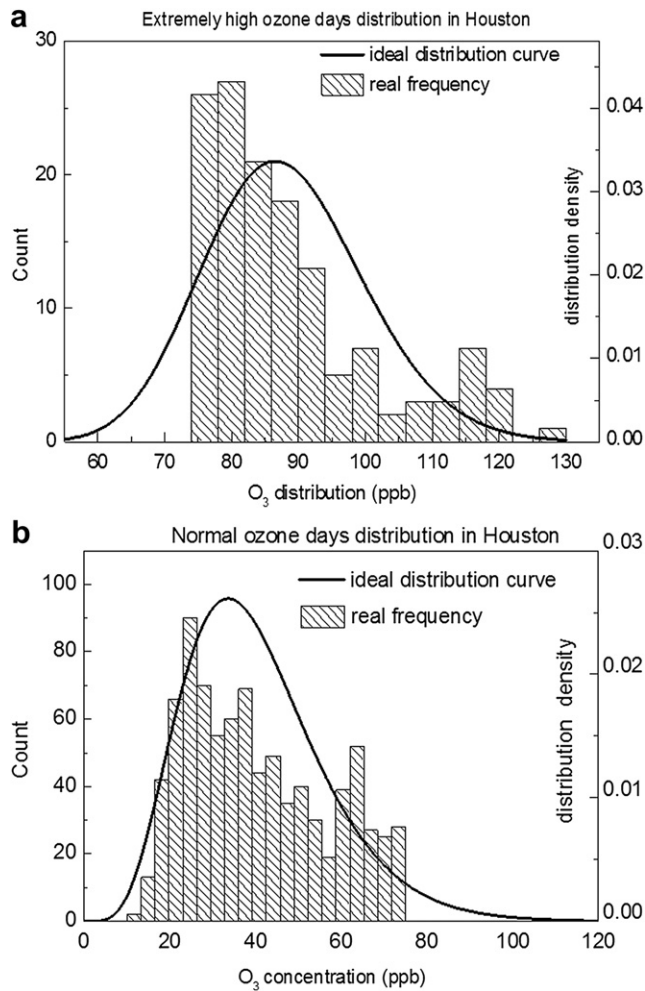 a
Extremely high ozone days distribution in Houston
ideal distribution curve
real frequency
30
20
10
0
Count
0.04
0.03
0.02
0.01
0.00
distribution density
60 70 80 90 100 110 120 130
O3 distribution (ppb)
b
Normal ozone days distribution in Houston
ideal distribution curve
real frequency
100
80
60
40
20
0
Count
0.03
0.02
0.01
0.00
distribution density
0 20 40 60 80 100 120
O3 concentration (ppb)